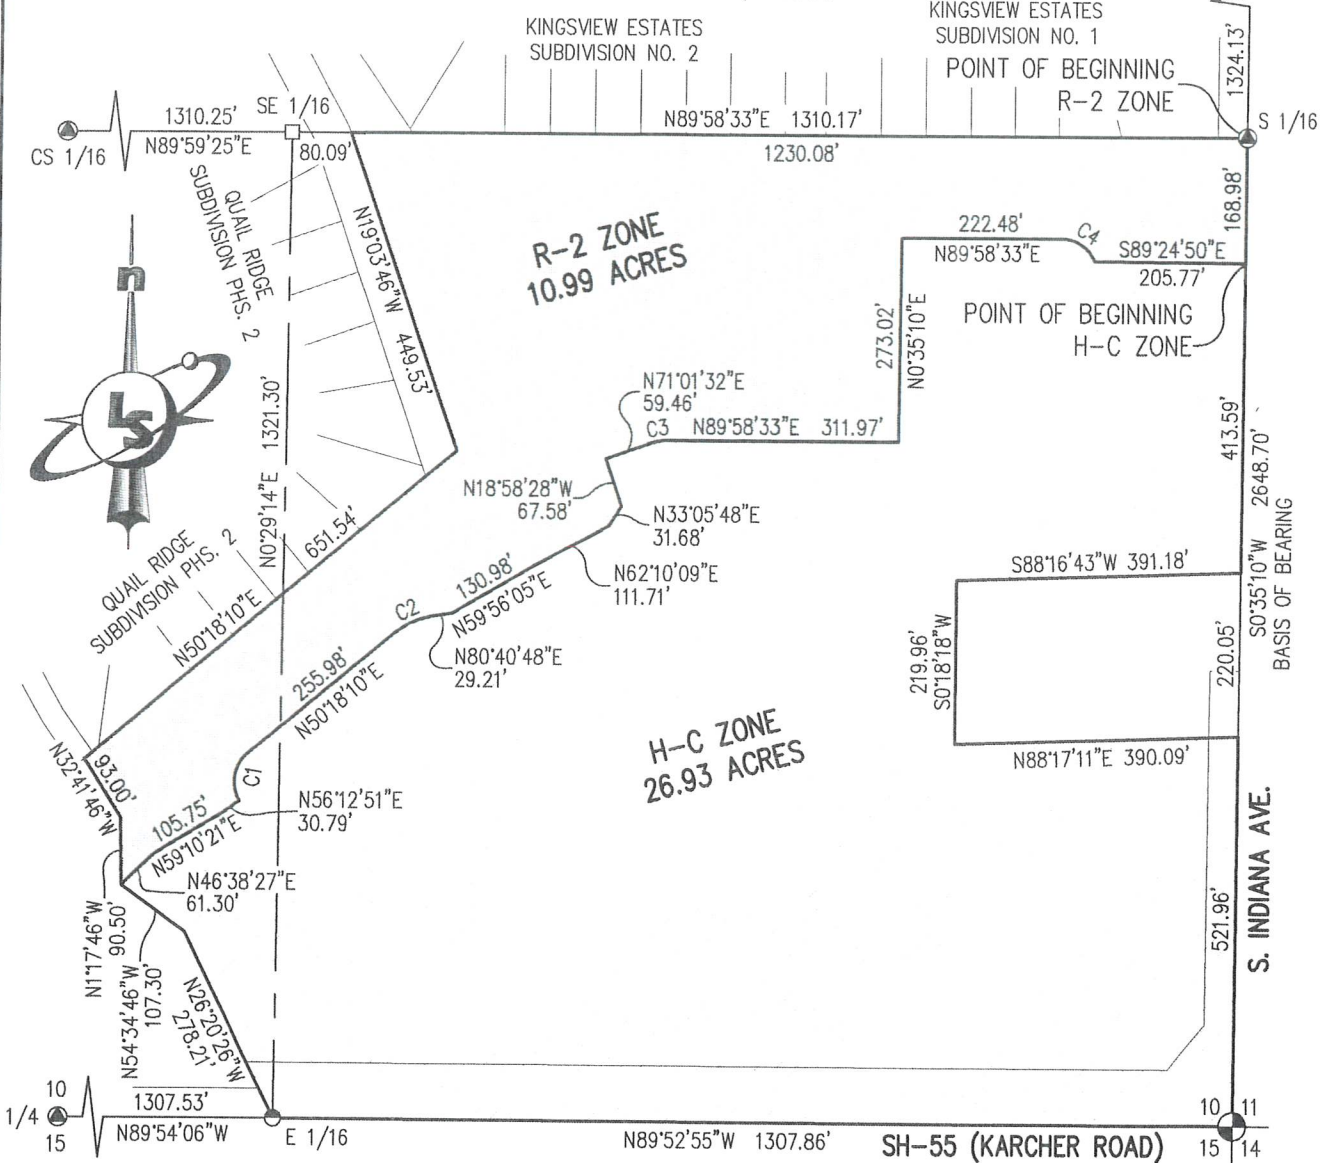 KINGSVIEW ESTATES
SUBDIVISION NO. 2
KINGSVIEW ESTATES
SUBDIVISION NO. 1
POINT OF BEGINNING
R-2 ZONE
1324.13'
S 1/16
CS 1/16
1310.25'
N89°59'25"E
SE 1/16
80.09'
N89°58'33"E 1310.17'
1230.08'
168.98'
QUAIL RIDGE
SUBDIVISION PHS. 2
N19°03'46"W 449.53'
R-2 ZONE
10.99 ACRES
222.48'
N89°58'33"E
C4
S89°24'50"E
205.77'
POINT OF BEGINNING
H-C ZONE
n
LS
273.02'
N0°35'10"E
N71°01'32"E
59.46'
C3
N89°58'33"E 311.97'
413.59'
S0°35'10"W 2648.70'
BASIS OF BEARING
N0°29'14"E 1321.30'
651.54'
N50°18'10"E
QUAIL RIDGE
SUBDIVISION PHS. 2
N18°58'28"W
67.58'
N33°05'48"E
31.68'
N62°10'09"E
111.71'
130.98'
N59°56'05"E
C2
N80°40'48"E
29.21'
255.98'
N50°18'10"E
S88°16'43"W 391.18'
219.96'
S0°18'18"W
220.05'
N88°17'11"E 390.09'
H-C ZONE
26.93 ACRES
N32°41'46"W
93.00'
C1
N56°12'51"E
30.79'
105.75'
N59°10'21"E
N46°38'27"E
61.30'
N1°17'46"W
90.50'
N54°34'46"W
107.30'
N26°20'26"W
278.21'
521.96'
S. INDIANA AVE.
1/4
10
15
1307.53'
N89°54'06"W
E 1/16
N89°52'55"W 1307.86'
SH-55 (KARCHER ROAD)
10 11
15 14